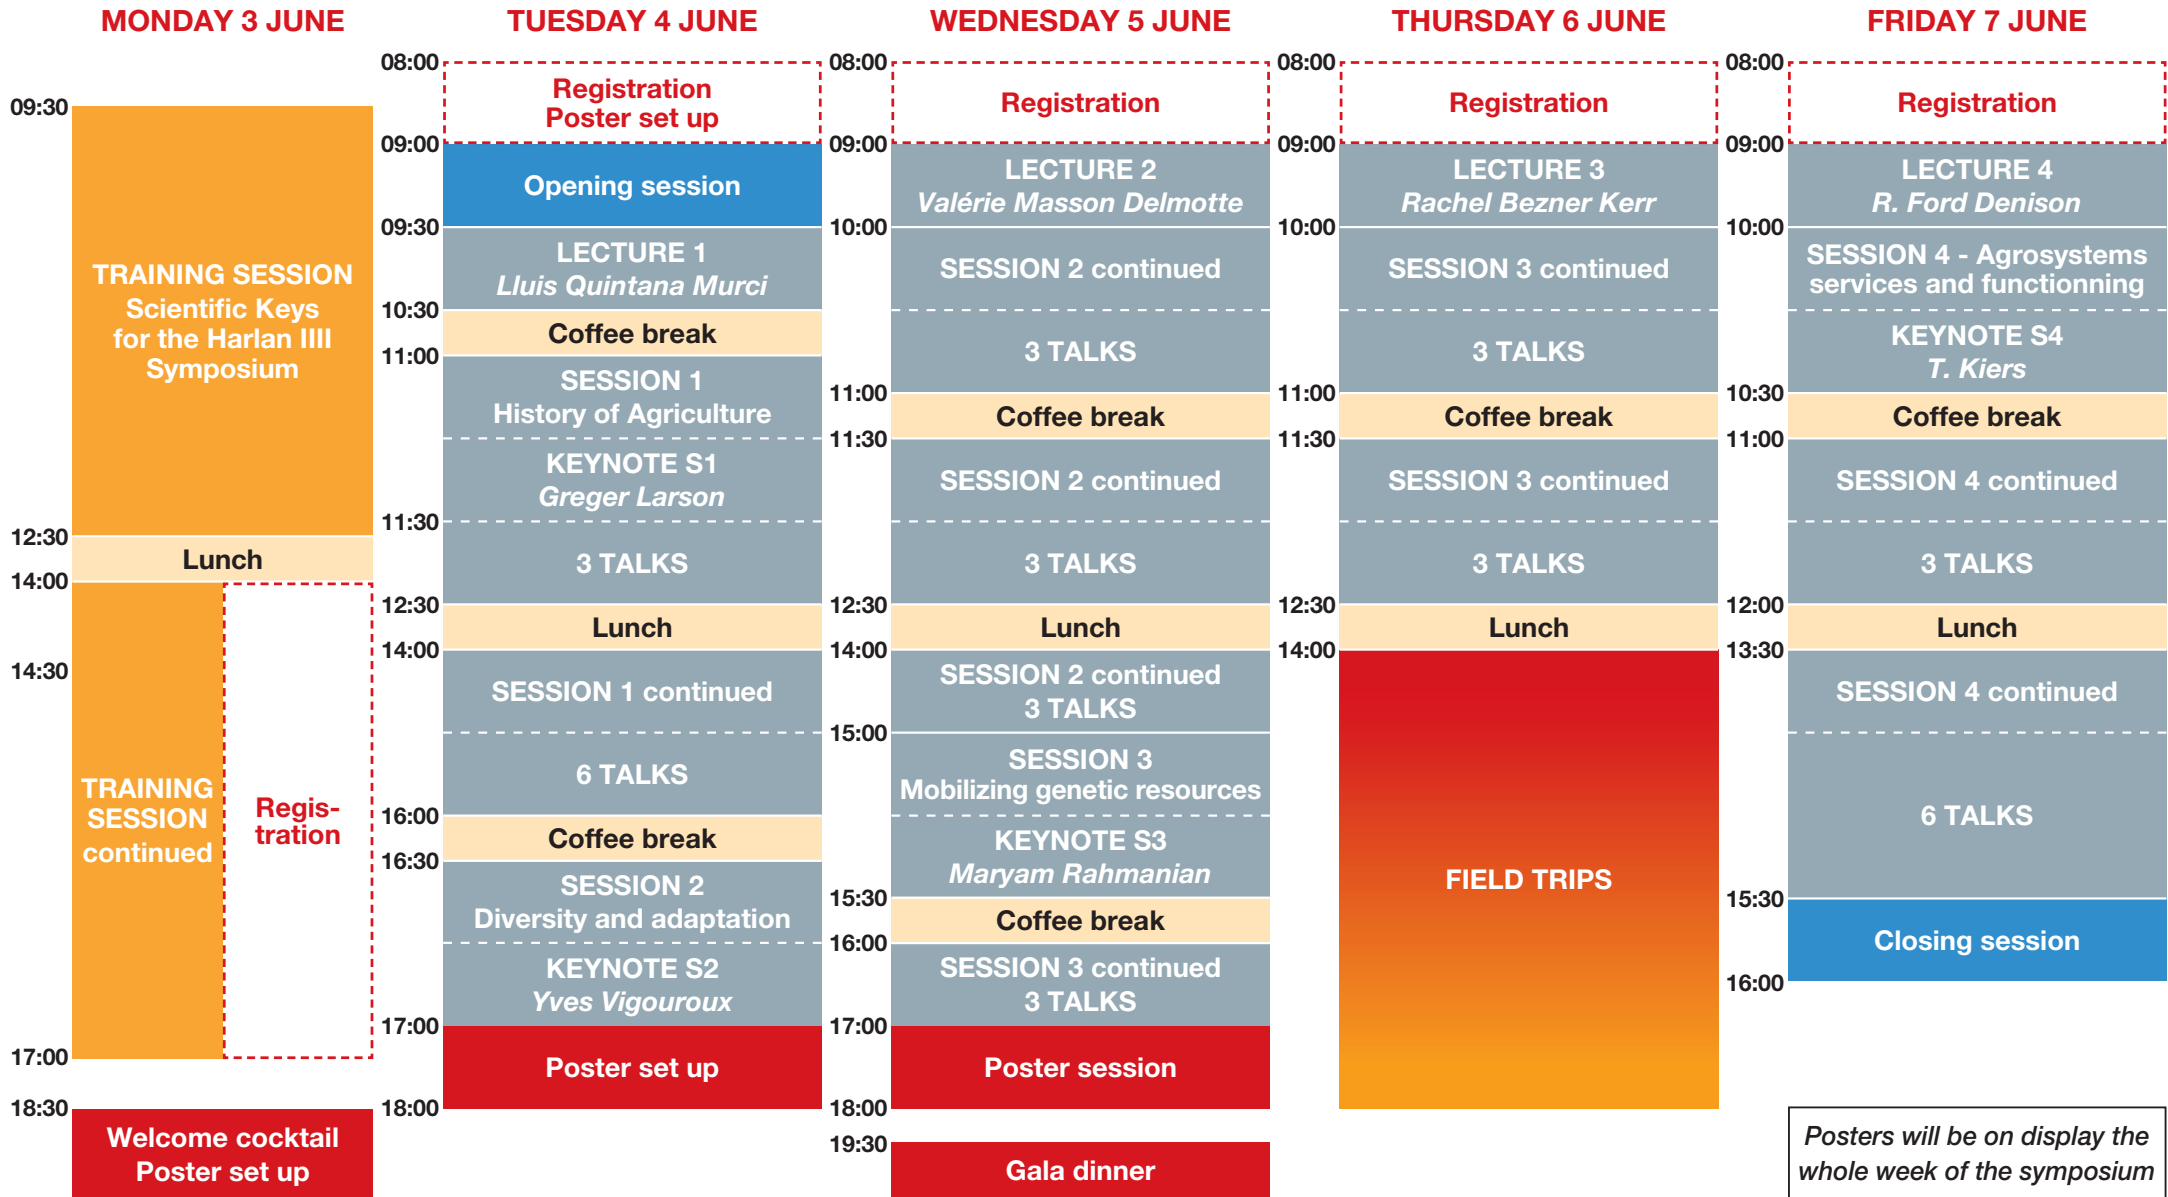 MONDAY 3 JUNE
09:30
TRAINING SESSION
Scientific Keys
for the Harlan IIII
Symposium
12:30
Lunch
14:00
14:30
TRAINING
SESSION
continued
Regis-
tration
17:00
18:30
Welcome cocktail
Poster set up
TUESDAY 4 JUNE
08:00
Registration
Poster set up
09:00
Opening session
09:30
LECTURE 1
Lluis Quintana Murci
10:30
Coffee break
11:00
SESSION 1
History of Agriculture
KEYNOTE S1
Greger Larson
11:30
3 TALKS
12:30
Lunch
14:00
SESSION 1 continued
6 TALKS
16:00
Coffee break
16:30
SESSION 2
Diversity and adaptation
KEYNOTE S2
Yves Vigouroux
17:00
Poster set up
18:00
WEDNESDAY 5 JUNE
08:00
Registration
09:00
LECTURE 2
Valérie Masson Delmotte
10:00
SESSION 2 continued
3 TALKS
11:00
Coffee break
11:30
SESSION 2 continued
3 TALKS
12:30
Lunch
14:00
SESSION 2 continued
3 TALKS
15:00
SESSION 3
Mobilizing genetic resources
KEYNOTE S3
Maryam Rahmanian
15:30
Coffee break
16:00
SESSION 3 continued
3 TALKS
17:00
Poster session
18:00
19:30
Gala dinner
THURSDAY 6 JUNE
08:00
Registration
09:00
LECTURE 3
Rachel Bezner Kerr
10:00
SESSION 3 continued
3 TALKS
11:00
Coffee break
11:30
SESSION 3 continued
3 TALKS
12:30
Lunch
14:00
FIELD TRIPS
FRIDAY 7 JUNE
08:00
Registration
09:00
LECTURE 4
R. Ford Denison
10:00
SESSION 4 - Agrosystems
services and functionning
KEYNOTE S4
T. Kiers
10:30
Coffee break
11:00
SESSION 4 continued
3 TALKS
12:00
Lunch
13:30
SESSION 4 continued
6 TALKS
15:30
Closing session
16:00
Posters will be on display the
whole week of the symposium